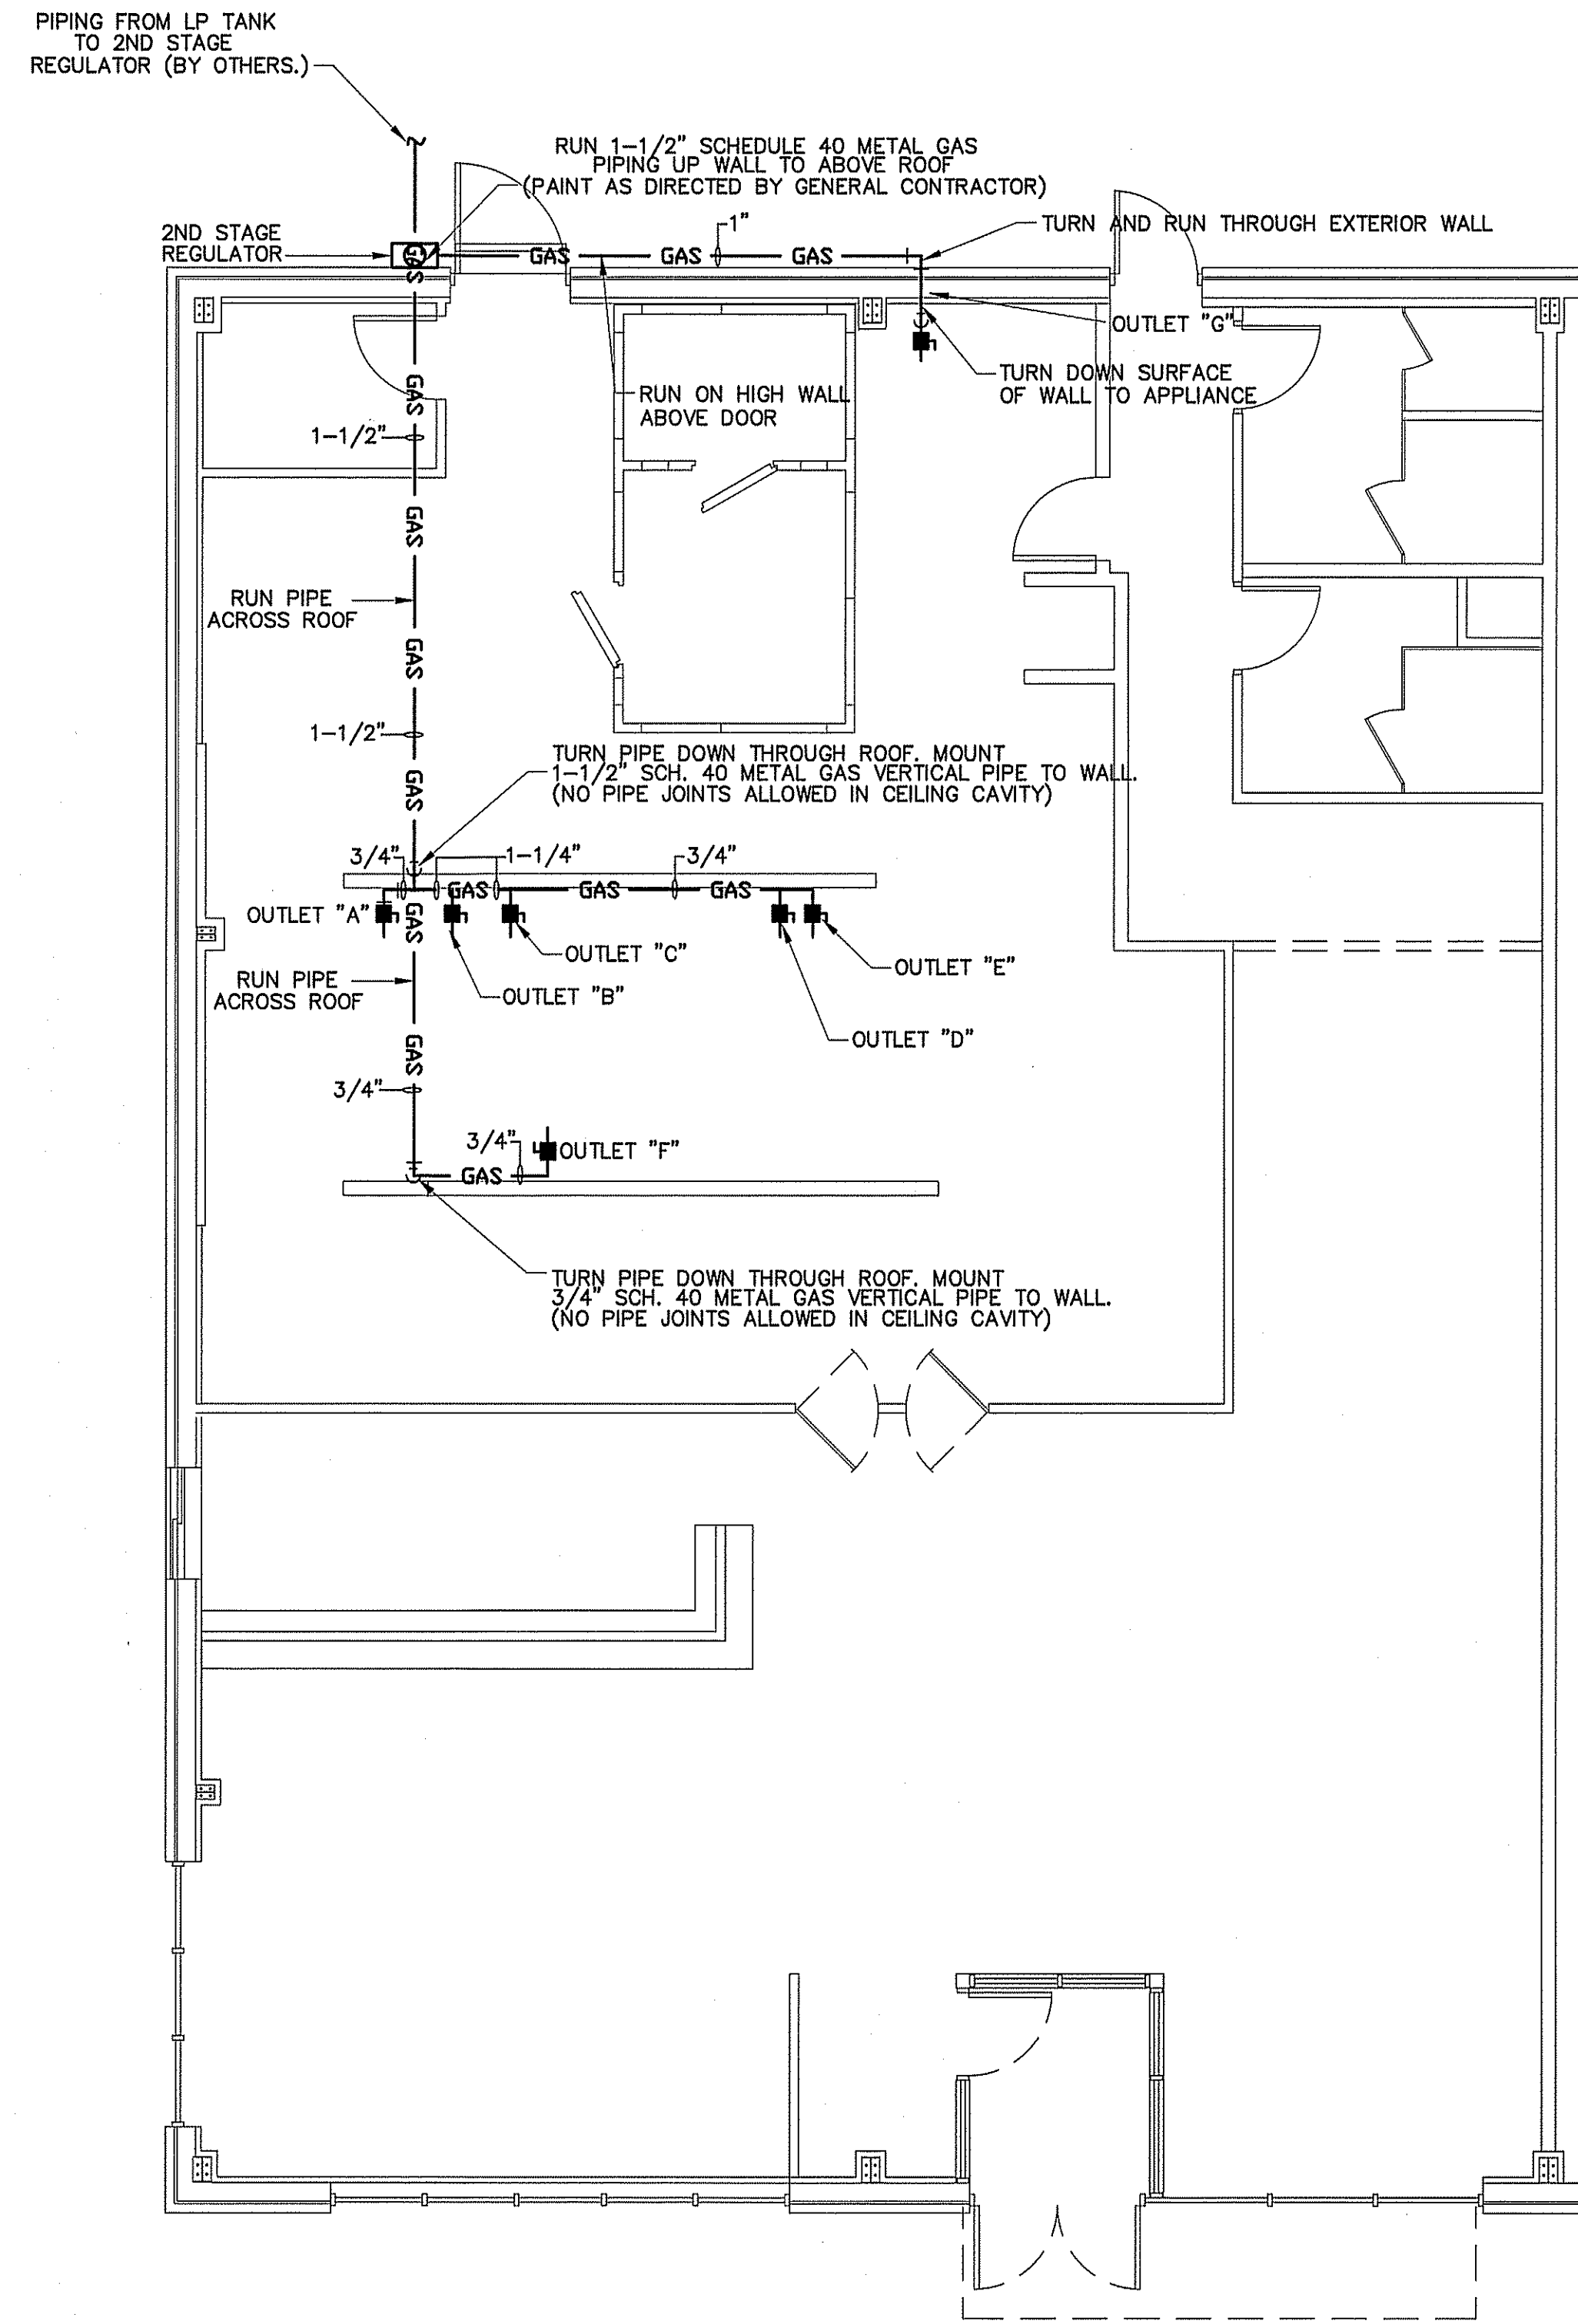 PIPING FROM LP TANK
TO 2ND STAGE
REGULATOR (BY OTHERS.)
RUN 1-1/2" SCHEDULE 40 METAL GAS
PIPING UP WALL TO ABOVE ROOF
(PAINT AS DIRECTED BY GENERAL CONTRACTOR)
2ND STAGE
REGULATOR
GAS
GAS
GAS
GAS
1"
TURN AND RUN THROUGH EXTERIOR WALL
OUTLET "G"
TURN DOWN SURFACE
OF WALL TO APPLIANCE
RUN ON HIGH WALL
ABOVE DOOR
GAS
1-1/2"
GAS
RUN PIPE
ACROSS ROOF
GAS
1-1/2"
GAS
TURN PIPE DOWN THROUGH ROOF. MOUNT
1-1/2" SCH. 40 METAL GAS VERTICAL PIPE TO WALL.
(NO PIPE JOINTS ALLOWED IN CEILING CAVITY)
3/4"
1-1/4"
3/4"
GAS
GAS
GAS
OUTLET "A"
GAS
OUTLET "C"
OUTLET "E"
OUTLET "B"
OUTLET "D"
RUN PIPE
ACROSS ROOF
GAS
3/4"
3/4"
OUTLET "F"
GAS
TURN PIPE DOWN THROUGH ROOF. MOUNT
3/4" SCH. 40 METAL GAS VERTICAL PIPE TO WALL.
(NO PIPE JOINTS ALLOWED IN CEILING CAVITY)